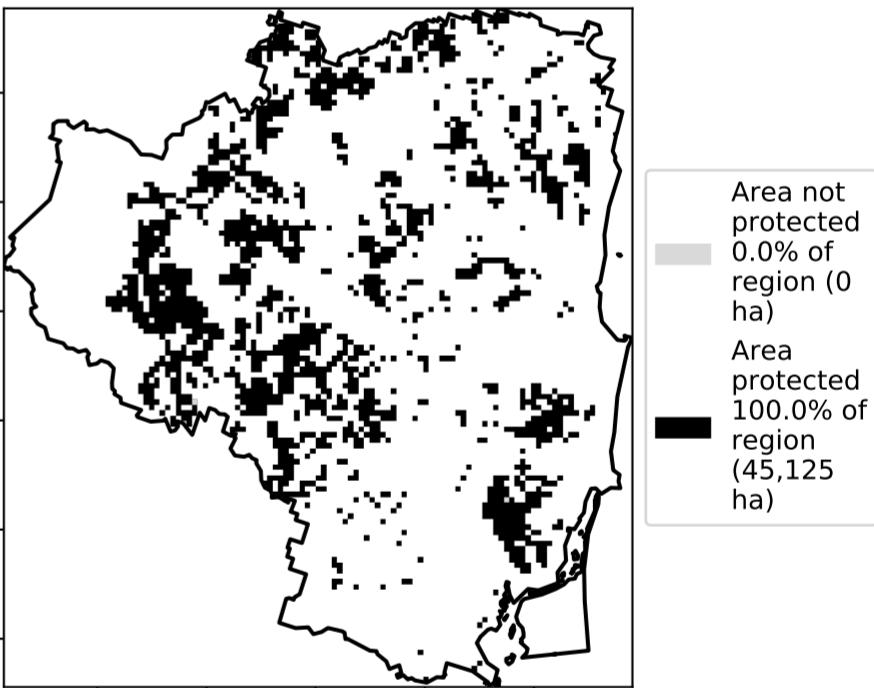 Area not
protected
0.0% of
region (0
ha)
Area
protected
100.0% of
region
(45,125
ha)